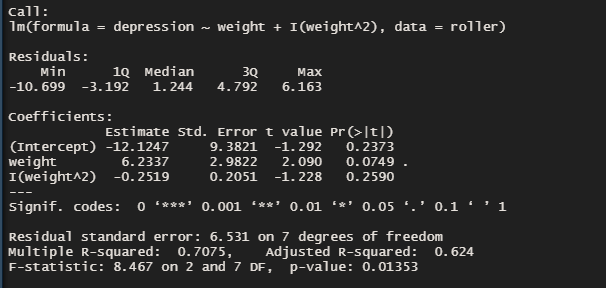 Call:
lm(formula = depression ~ weight + I(weight^2), data = roller)
Residuals:
Min 1Q Median 3Q Max
-10.699 -3.192 1.244 4.792 6.163
Coefficients:
Estimate Std. Error t value Pr(>|t|)
(Intercept) -12.1247 9.3821 -1.292 0.2373
weight 6.2337 2.9822 2.090 0.0749 .
I(weight^2) -0.2519 0.2051 -1.228 0.2590
---
Signif. codes: 0 ‘***’ 0.001 ‘**’ 0.01 ‘*’ 0.05 ‘.’ 0.1 ‘ ’ 1
Residual standard error: 6.531 on 7 degrees of freedom
Multiple R-squared: 0.7075, Adjusted R-squared: 0.624
F-statistic: 8.467 on 2 and 7 DF, p-value: 0.01353